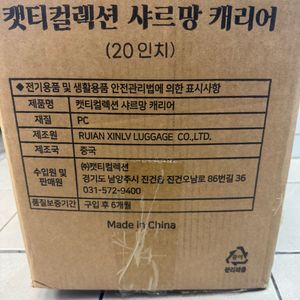 캣티컬렉션 샤르망 캐리어
(20인치)
◆ 전기용품 및 생활용품 안전관리법에 의한 표시사항
제품명 캣티컬렉션 샤르망 캐리어
재질 PC
제조원 RUIAN XINLV LUGGAGE CO.,LTD.
제조국 중국
수입원 및 판매원 ㈜캣티컬렉션
경기도 남양주시 진건읍 진건오남로 86번길 36
031-572-9400
품질보증기간 구입 후 6개월
Made in China
종이
분리배출